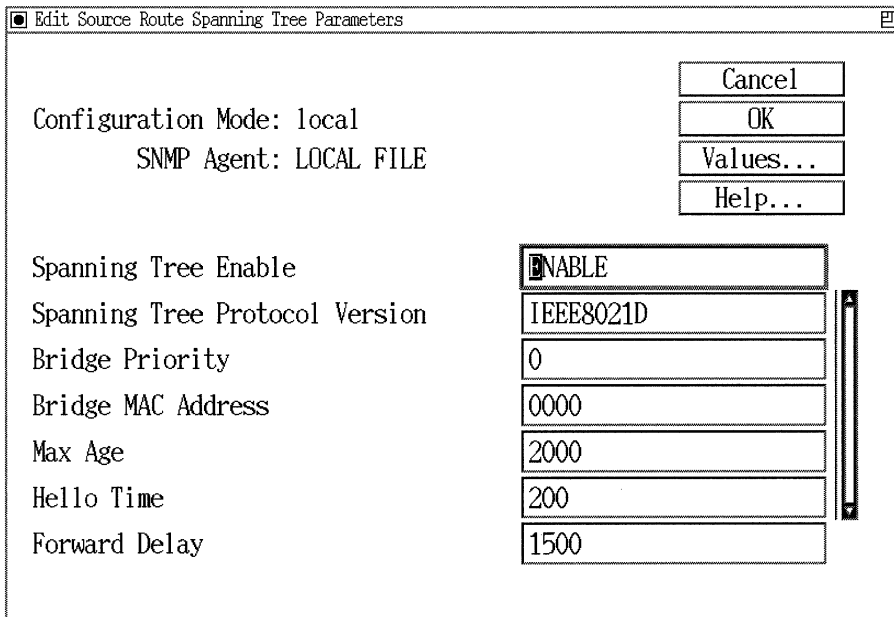 Edit Source Route Spanning Tree Parameters
Cancel
Configuration Mode: local
OK
SNMP Agent: LOCAL FILE
Values...
Help...
Spanning Tree Enable
ENABLE
Spanning Tree Protocol Version
IEEE8021D
Bridge Priority
0
Bridge MAC Address
0000
Max Age
2000
Hello Time
200
Forward Delay
1500